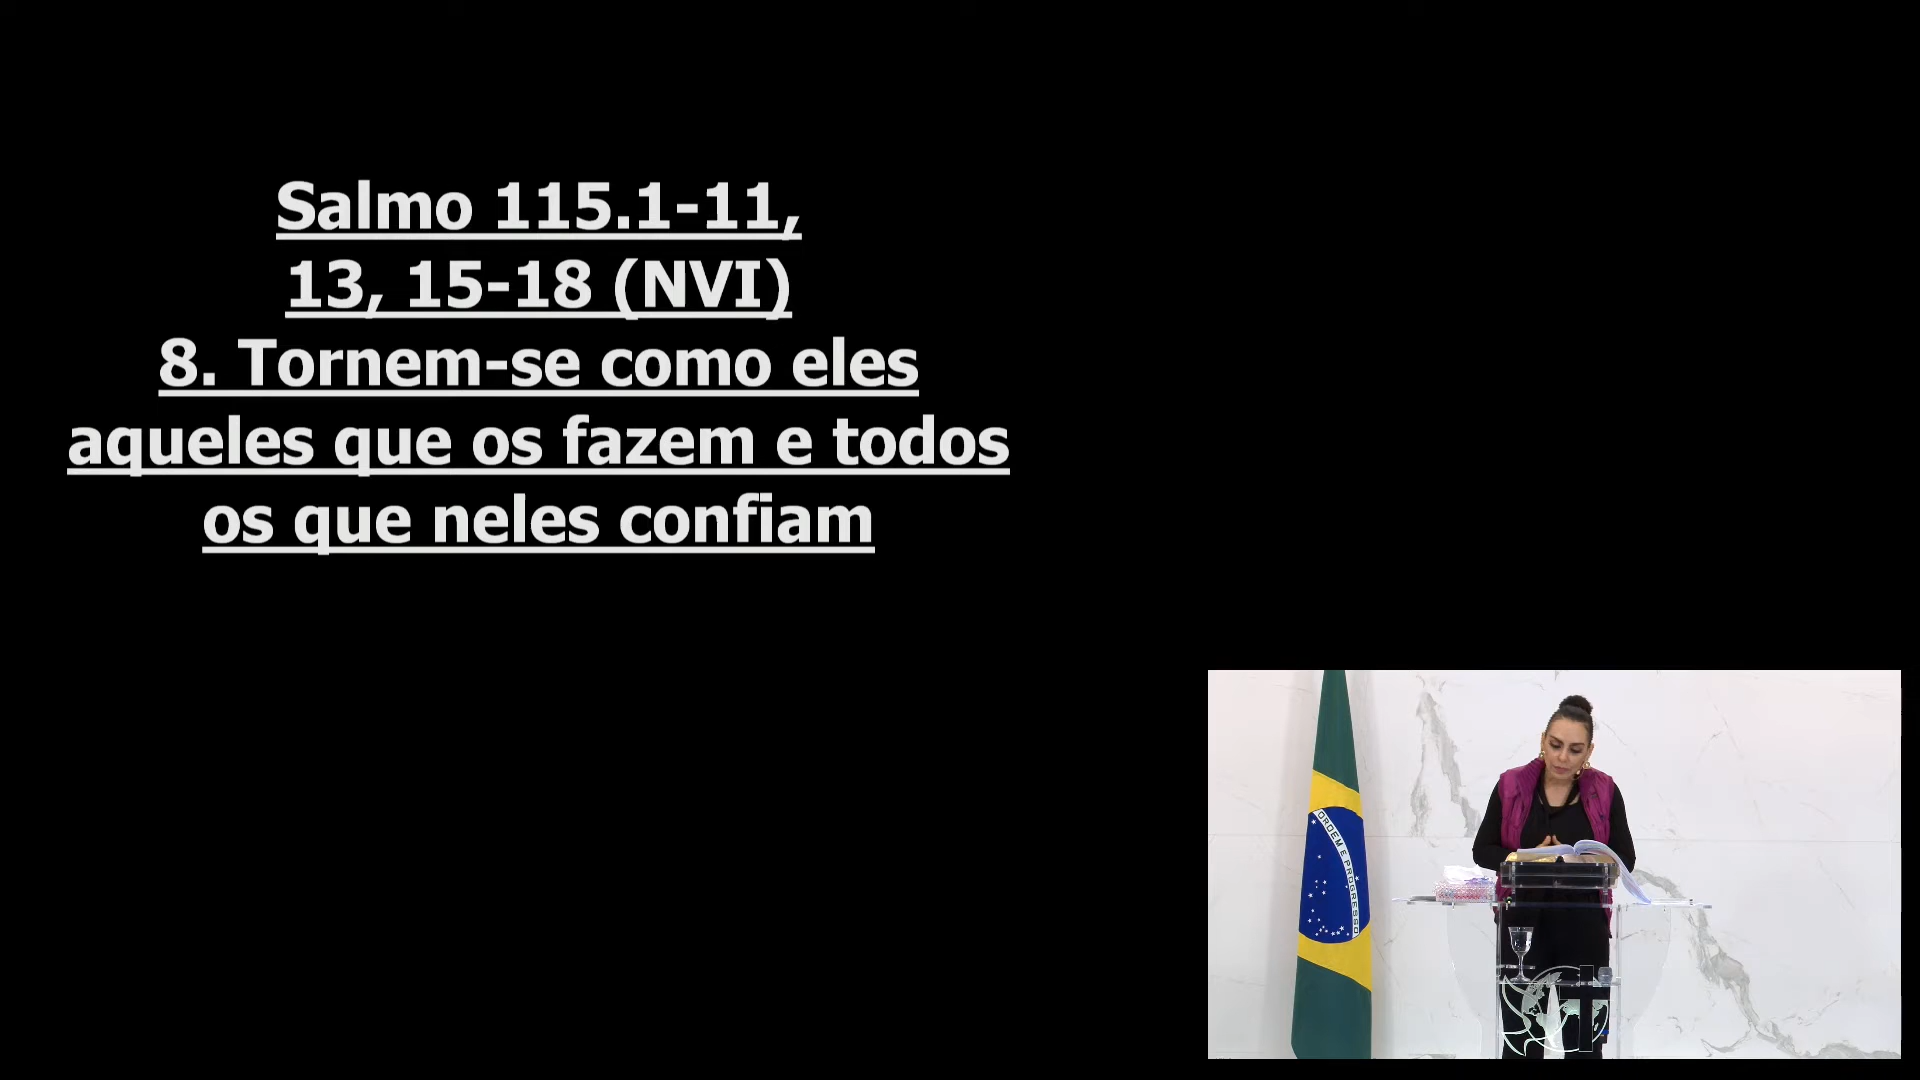 Salmo 115.1-11,
13, 15-18 (NVI)
8. Tornem-se como eles
aqueles que os fazem e todos
os que neles confiam
ORDEM E PROGRESSO